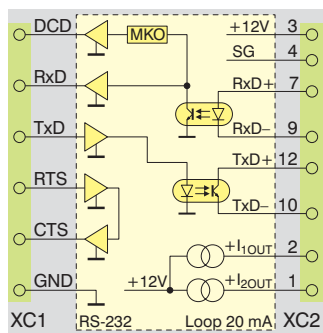 DCD
MKO
+12V
3
SG
4
RxD
RxD+
7
RxD–
9
TxD
TxD+
12
RTS
TxD–
10
CTS
+I1OUT
2
GND
+12V
+I2OUT
1
XC1
RS-232
Loop 20 mA
XC2